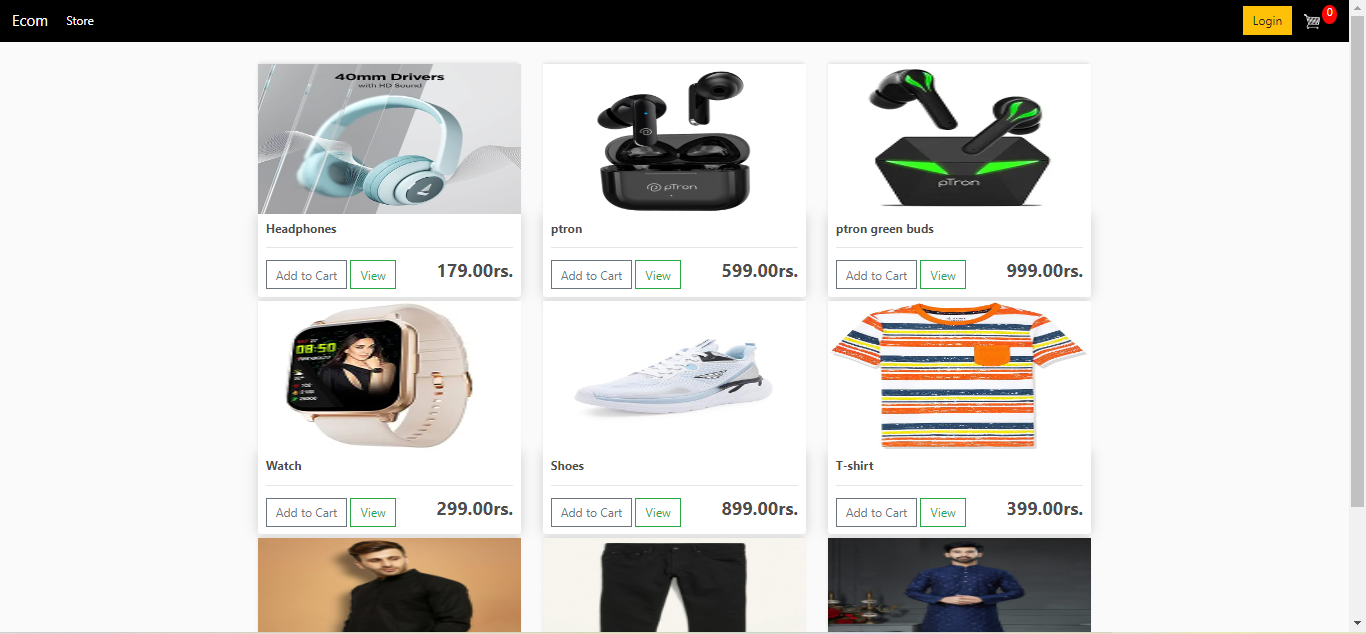 Ecom Store Login 0
40mm Drivers
with HD Sound
pTron
pTron
Headphones
ptron
ptron green buds
Add to Cart View 179.00rs.
Add to Cart View 599.00rs.
Add to Cart View 999.00rs.
08:50
Watch
Shoes
T-shirt
Add to Cart View 299.00rs.
Add to Cart View 899.00rs.
Add to Cart View 399.00rs.